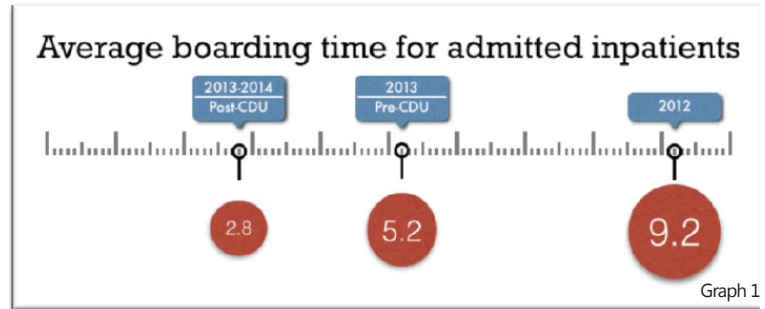 Average boarding time for admitted inpatients
2013-2014
Post-CDU
2013
Pre-CDU
2012
2.8
5.2
9.2
Graph 1